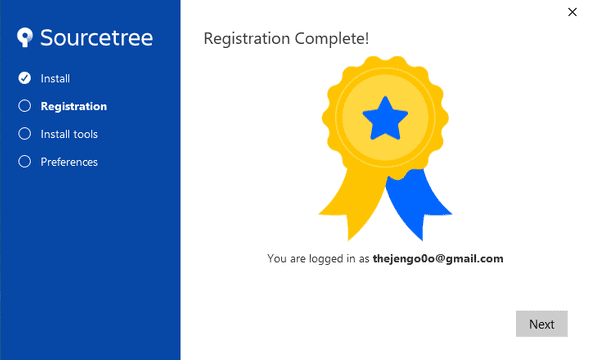 Sourcetree
Install
Registration
Install tools
Preferences
Registration Complete!
You are logged in as thejengo0o@gmail.com
Next